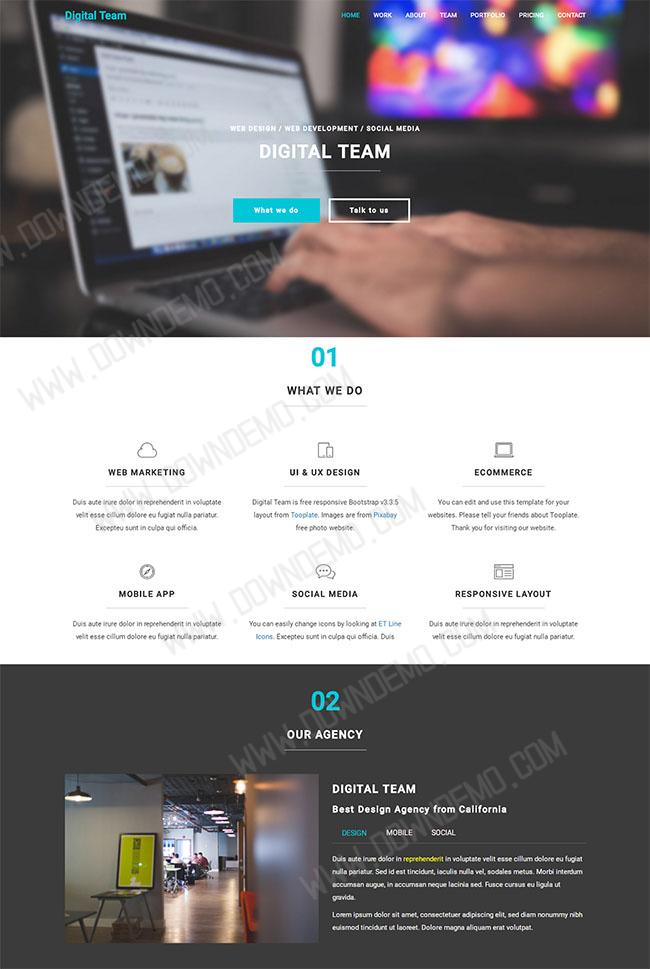 Digital Team
HOME WORK ABOUT TEAM PORTFOLIO PRICING CONTACT
WEB DESIGN / WEB DEVELOPMENT / SOCIAL MEDIA
DIGITAL TEAM
What we do
Talk to us
01
WHAT WE DO
WEB MARKETING
Duis aute irure dolor in reprehenderit in voluptate
velit esse cillum dolore eu fugiat nulla pariatur.
Excepteu sunt in culpa qui officia.
UI & UX DESIGN
Digital Team is free responsive Bootstrap v3.3.5
layout from Tooplate. Images are from Pixabay
free photo website.
ECOMMERCE
You can edit and use this template for your
websites. Please tell your friends about Tooplate.
Thank you for visiting our website.
MOBILE APP
Duis aute irure dolor in reprehenderit in voluptate
velit esse cillum dolore eu fugiat nulla pariatur.
SOCIAL MEDIA
You can easily change icons by looking at ET Line
Icons. Excepteu sunt in culpa qui officia. Duis
RESPONSIVE LAYOUT
Duis aute irure dolor in reprehenderit in voluptate
velit esse cillum dolore eu fugiat nulla pariatur.
02
OUR AGENCY
DIGITAL TEAM
Best Design Agency from California
DESIGN MOBILE SOCIAL
Duis aute irure dolor in reprehenderit in voluptate velit esse cillum dolore eu fugiat
nulla pariatur. Sed id est tincidunt, iaculis nulla vel, sodales metus. Morbi interdum
accumsan augue, in accumsan neque lacinia sed. Fusce cursus eu ligula ut
gravida.
Lorem ipsum dolor sit amet, consectetuer adipiscing elit, sed diam nonummy nibh
euismod tincidunt ut laoreet. Dolore magna aliquam erat volutpat.
WWW.DOWNDEMO.COM
WWW.DOWNDEMO.COM
WWW.DOWNDEMO.COM
WWW.DOWNDEMO.COM
WWW.DOWNDEMO.COM